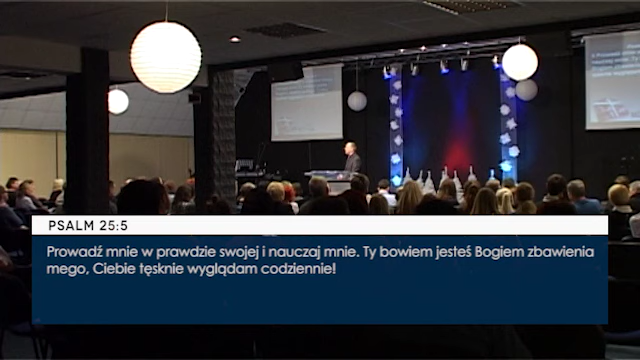 PSALM 25:5
Prowadź mnie w prawdzie swojej i nauczaj mnie. Ty bowiem jesteś Bogiem zbawienia
mego, Ciebie tęsknie wyglądam codziennie!